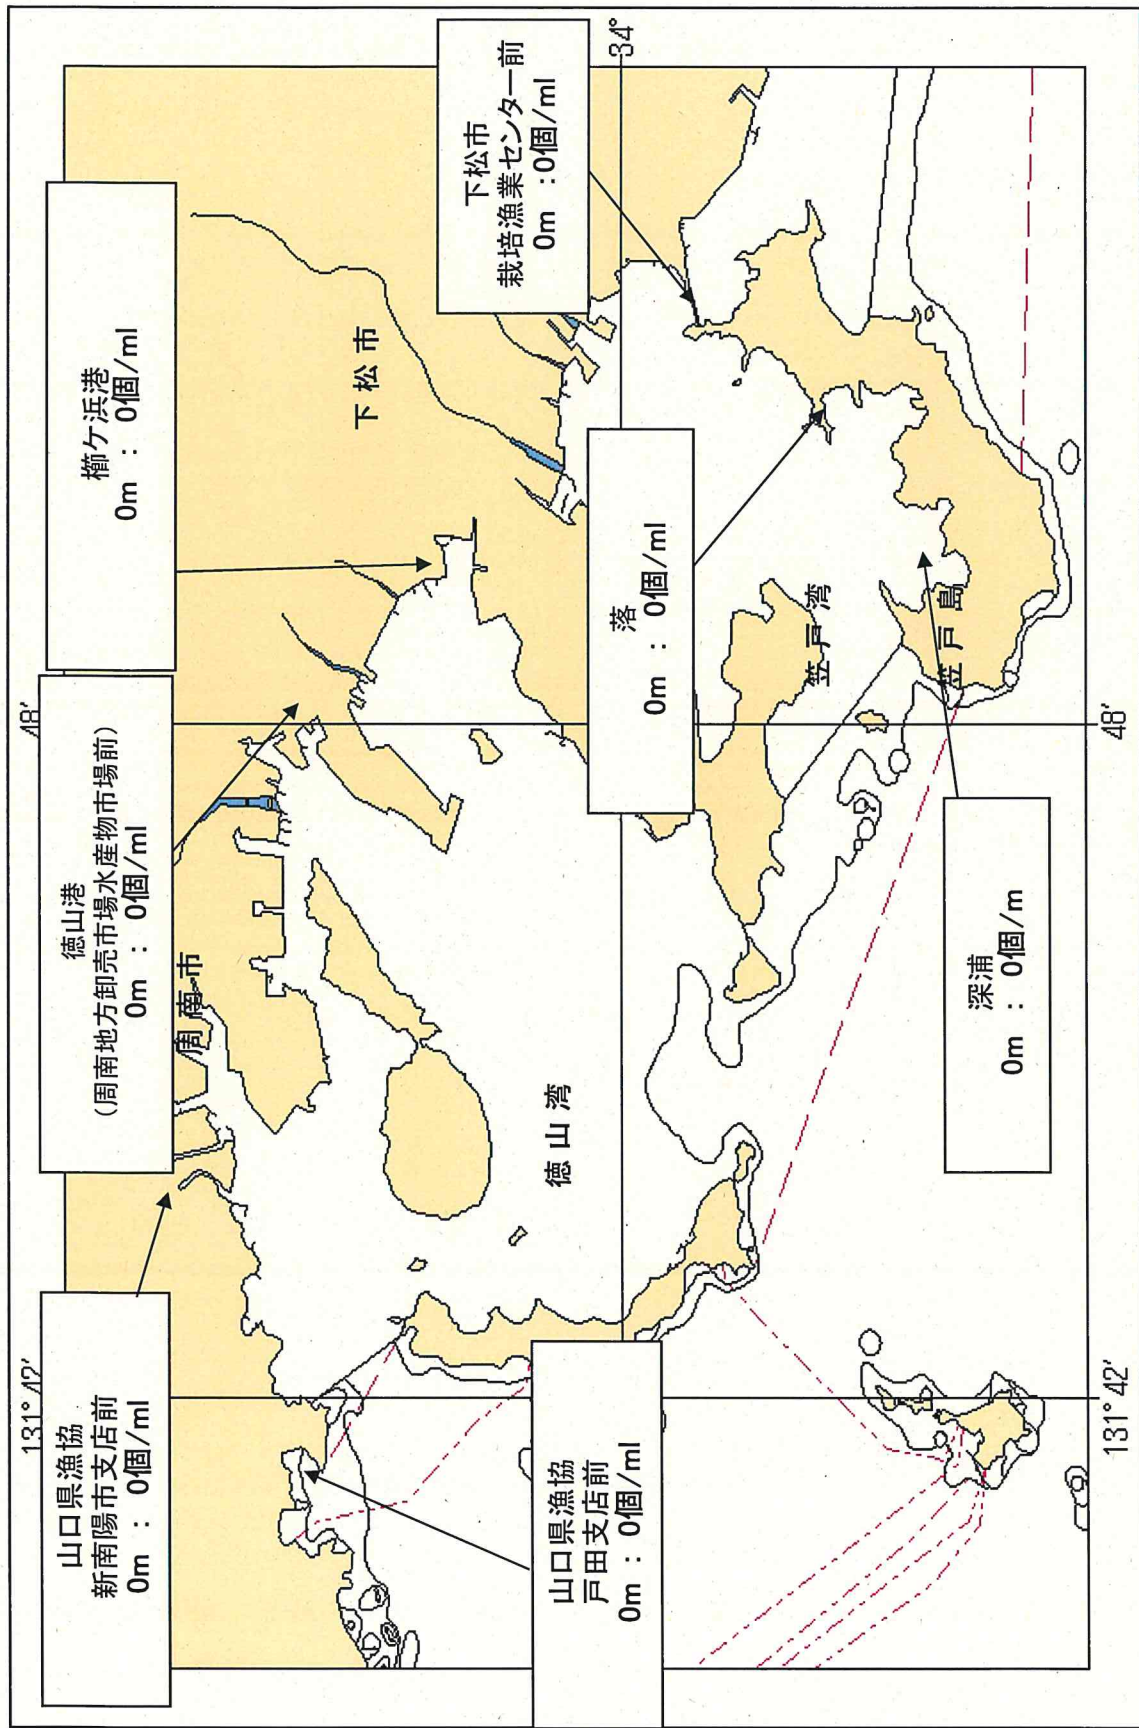 131° 42′
48′
山口県漁協
新南陽市支店前
0m : 0個/ml
徳山港
(周南地方卸売市場水産物市場前)
0m : 0個/ml
櫛ケ浜港
0m : 0個/ml
周南市
下松市
下松市
栽培漁業センター前
0m :0個/ml
34°
山口県漁協
戸田支店前
0m : 0個/ml
徳山湾
落
0m : 0個/ml
笠戸湾
笠戸島
深浦
0m : 0個/m
131° 42′
48′